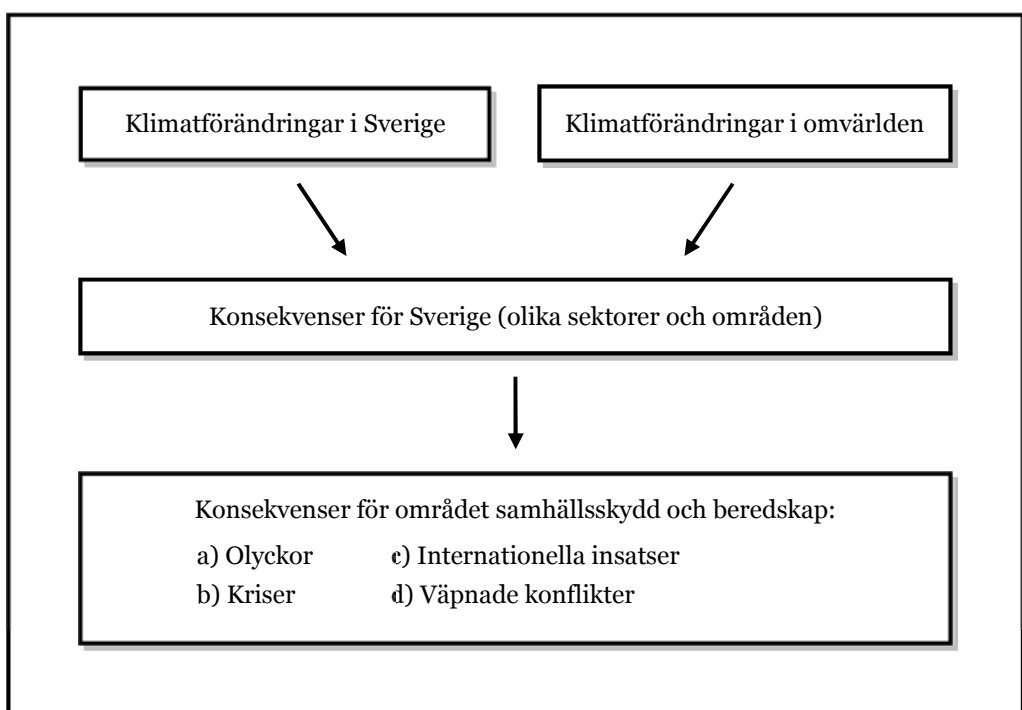 Klimatförändringar i Sverige
Klimatförändringar i omvärlden
Konsekvenser för Sverige (olika sektorer och områden)
Konsekvenser för området samhällsskydd och beredskap:
a) Olyckor c) Internationella insatser
b) Kriser d) Väpnade konflikter